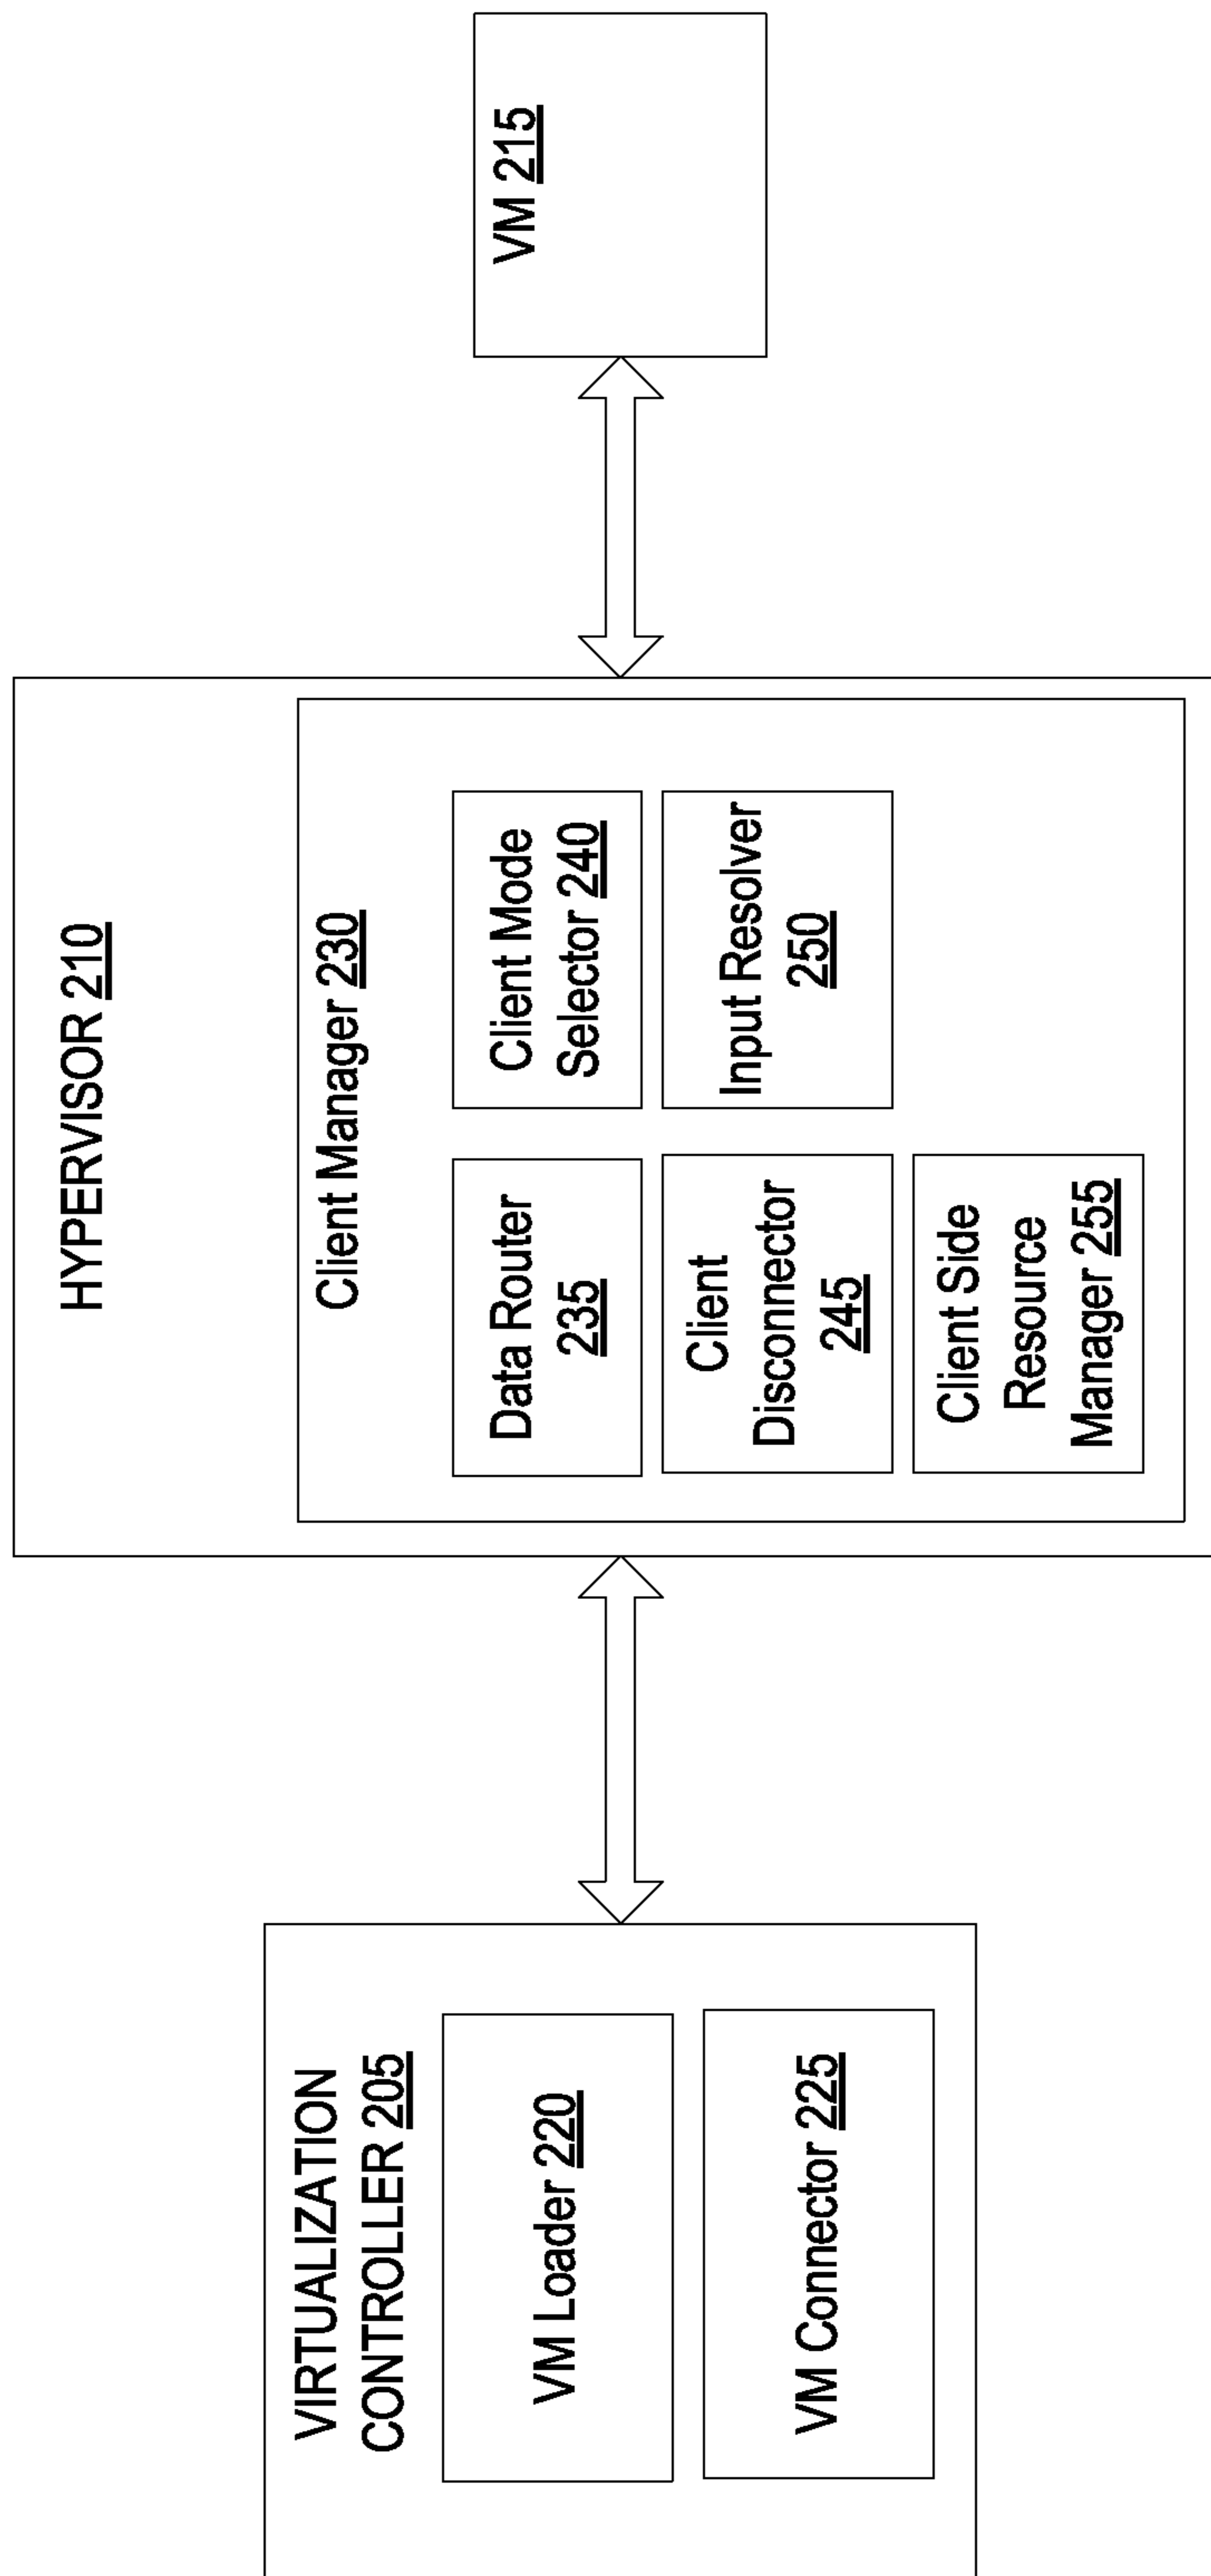 VIRTUALIZATION
CONTROLLER 205
VM Loader 220
VM Connector 225
HYPERVISOR 210
Client Manager 230
Data Router
235
Client Mode
Selector 240
Client
Disconnector
245
Input Resolver
250
Client Side
Resource
Manager 255
VM 215